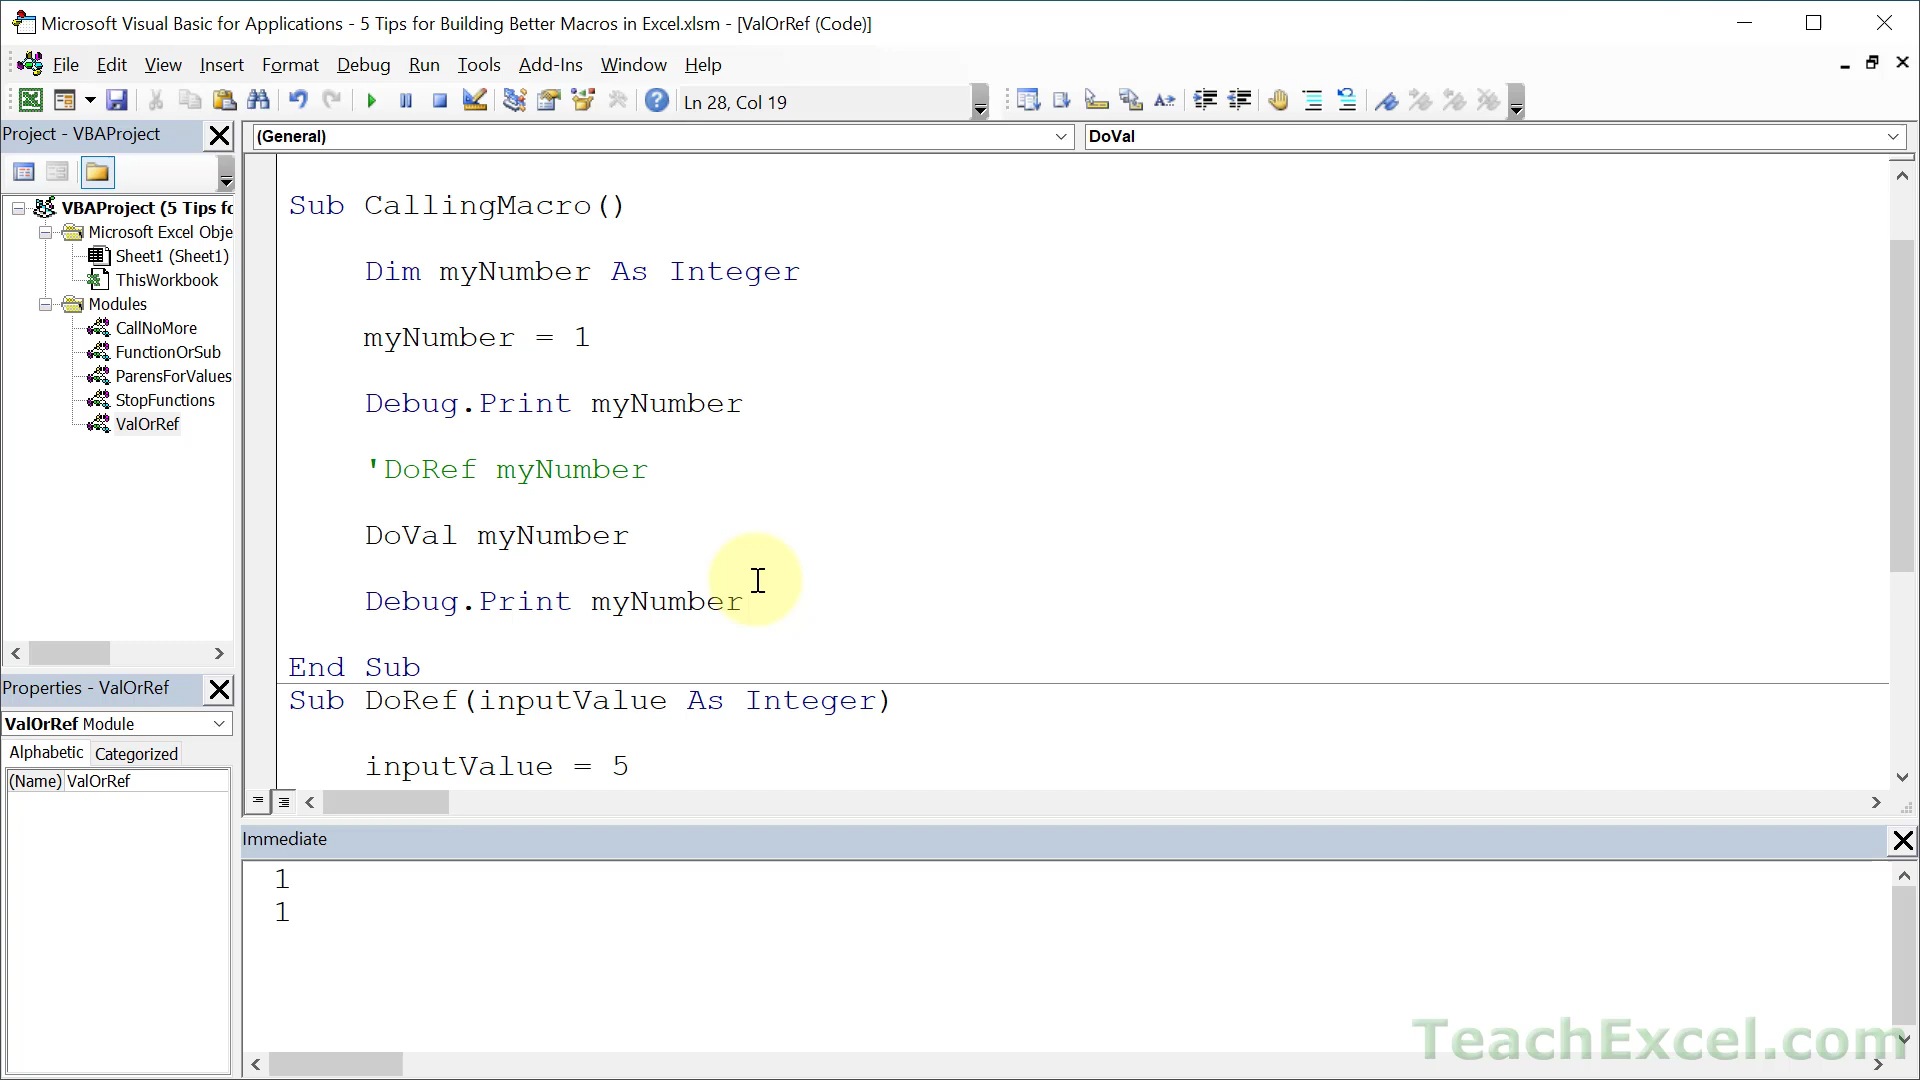 Microsoft Visual Basic for Applications - 5 Tips for Building Better Macros in Excel.xlsm - [ValOrRef (Code)]
File Edit View Insert Format Debug Run Tools Add-Ins Window Help
Ln 28, Col 19
Project - VBAProject
(General)
DoVal
VBAProject (5 Tips fo
Microsoft Excel Obje
Sheet1 (Sheet1)
ThisWorkbook
Modules
CallNoMore
FunctionOrSub
ParensForValues
StopFunctions
ValOrRef
Sub CallingMacro()
Dim myNumber As Integer
myNumber = 1
Debug.Print myNumber
'DoRef myNumber
DoVal myNumber
Debug.Print myNumber
End Sub
Sub DoRef(inputValue As Integer)
inputValue = 5
Properties - ValOrRef
ValOrRef Module
Alphabetic Categorized
(Name) ValOrRef
Immediate
1
1
TeachExcel.com